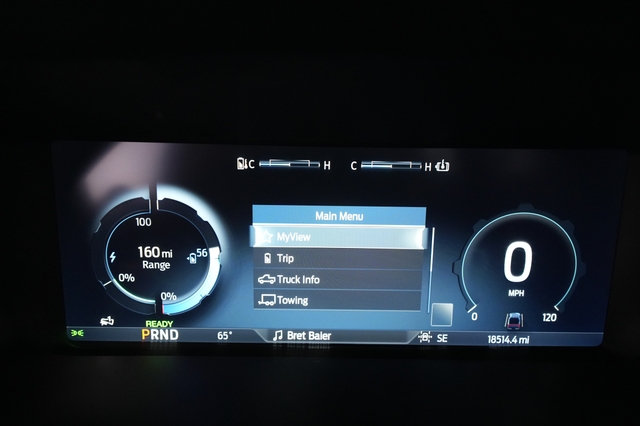 C H C H
Main Menu
MyView
Trip
Truck Info
Towing
100
160 mi
Range
56
0%
0%
READY
PRND
65°
Bret Baler
SE
0
MPH
0 120
18514.4 mi